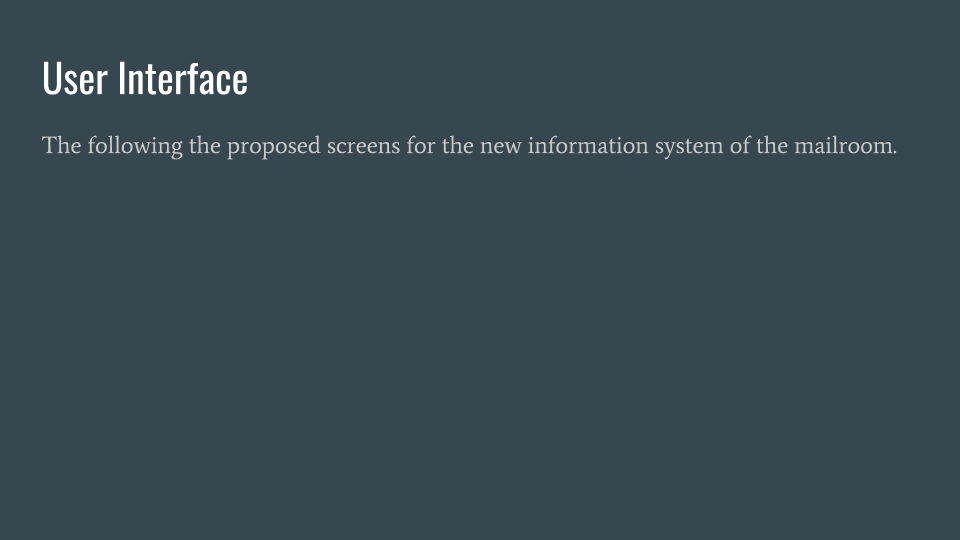 User Interface
The following the proposed screens for the new information system of the mailroom.